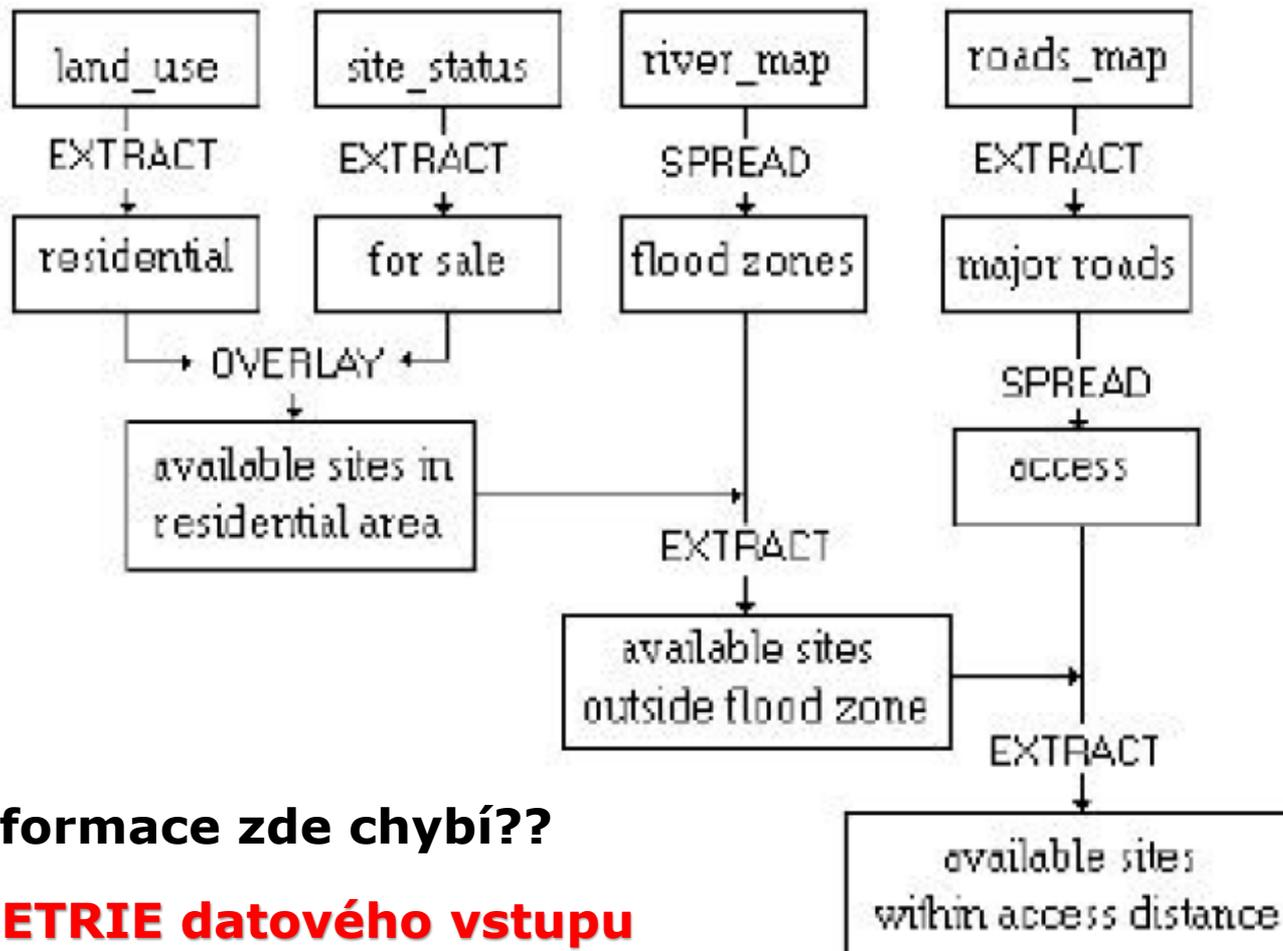 land_use
site_status
river_map
roads_map
EXTRACT
EXTRACT
SPREAD
EXTRACT
residential
for sale
flood zones
major roads
OVERLAY
SPREAD
available sites in
residential area
access
EXTRACT
available sites
outside flood zone
EXTRACT
available sites
within access distance
formace zde chybí??
ETRIE datového vstupu